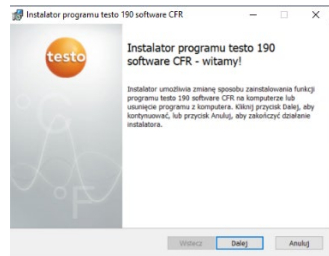 Instalator programu testo 190 software CFR
testo
Instalator programu testo 190
software CFR - witamy!
Instalator umożliwia zmianę sposobu zainstalowania funkcji
programu testo 190 software CFR na komputerze lub
usunięcie programu z komputera. Kliknij przycisk Dalej, aby
kontynuować, lub przycisk Anuluj, aby zakończyć działanie
instalatora.
°C
°F
Wstecz Dalej Anuluj